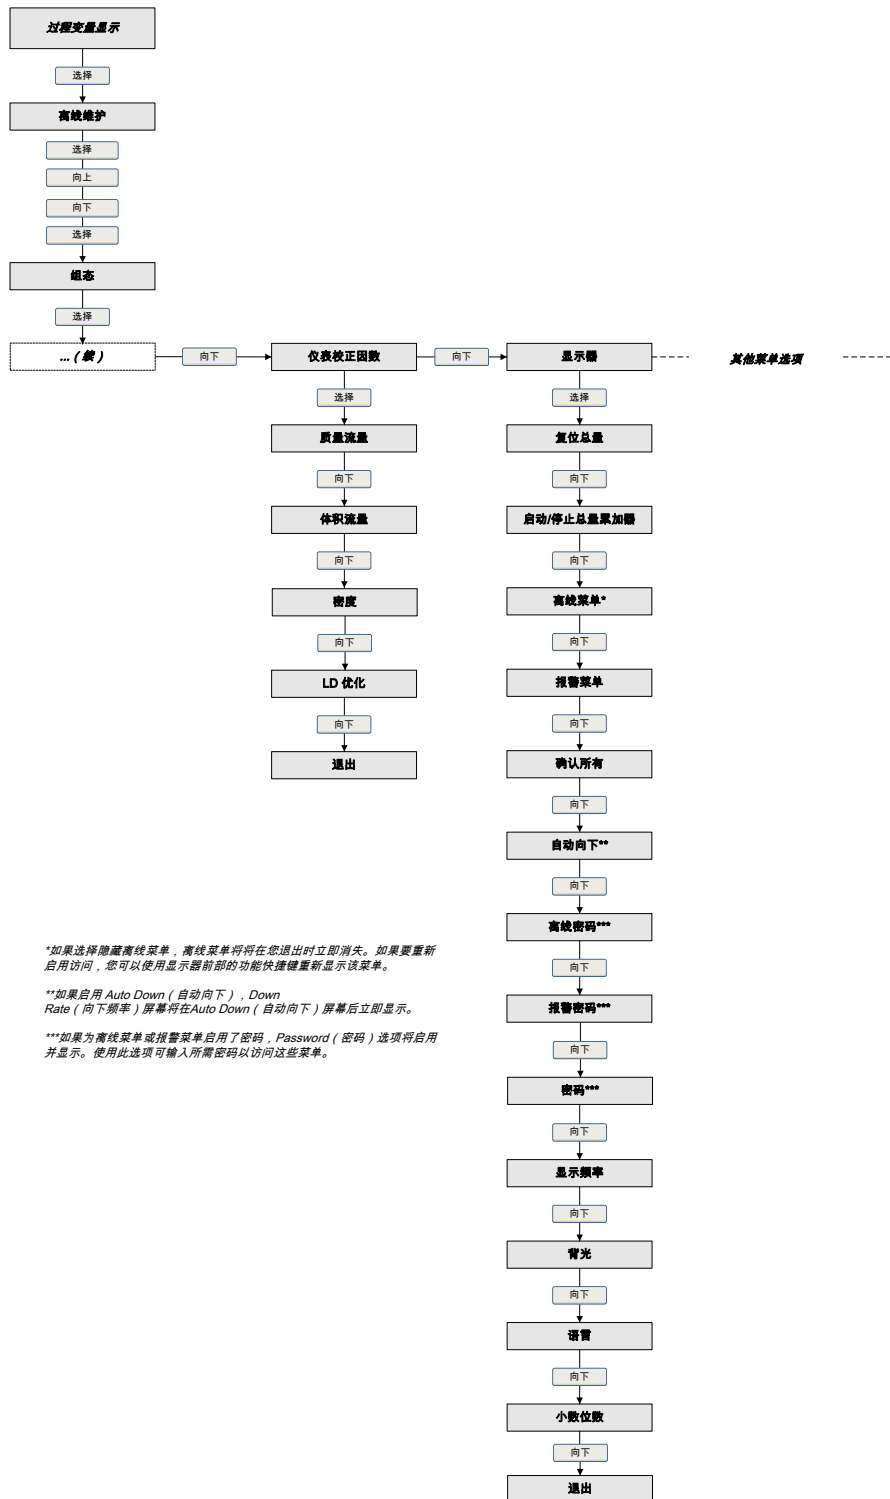 过程变量显示
选择
离线维护
选择
向上
向下
选择
组态
选择
...（续）
向下
仪表校正因数
向下
显示器
其他菜单选项
选择
质量流量
向下
体积流量
向下
密度
向下
LD 优化
向下
退出
选择
复位总量
向下
启动/停止总量累加器
向下
离线菜单*
向下
报警菜单
向下
确认所有
向下
自动向下**
向下
离线密码***
向下
报警密码***
向下
密码***
向下
显示频率
向下
背光
向下
语言
向下
小数位数
向下
退出
*如果选择隐藏离线菜单，离线菜单将将在您退出时立即消失。如果要重新
启用访问，您可以使用显示器前部的功能快捷键重新显示该菜单。
**如果启用 Auto Down（自动向下），Down
Rate（向下频率）屏幕将在Auto Down（自动向下）屏幕后立即显示。
***如果为离线菜单或报警菜单启用了密码，Password（密码）选项将启用
并显示。使用此选项可输入所需密码以访问这些菜单。